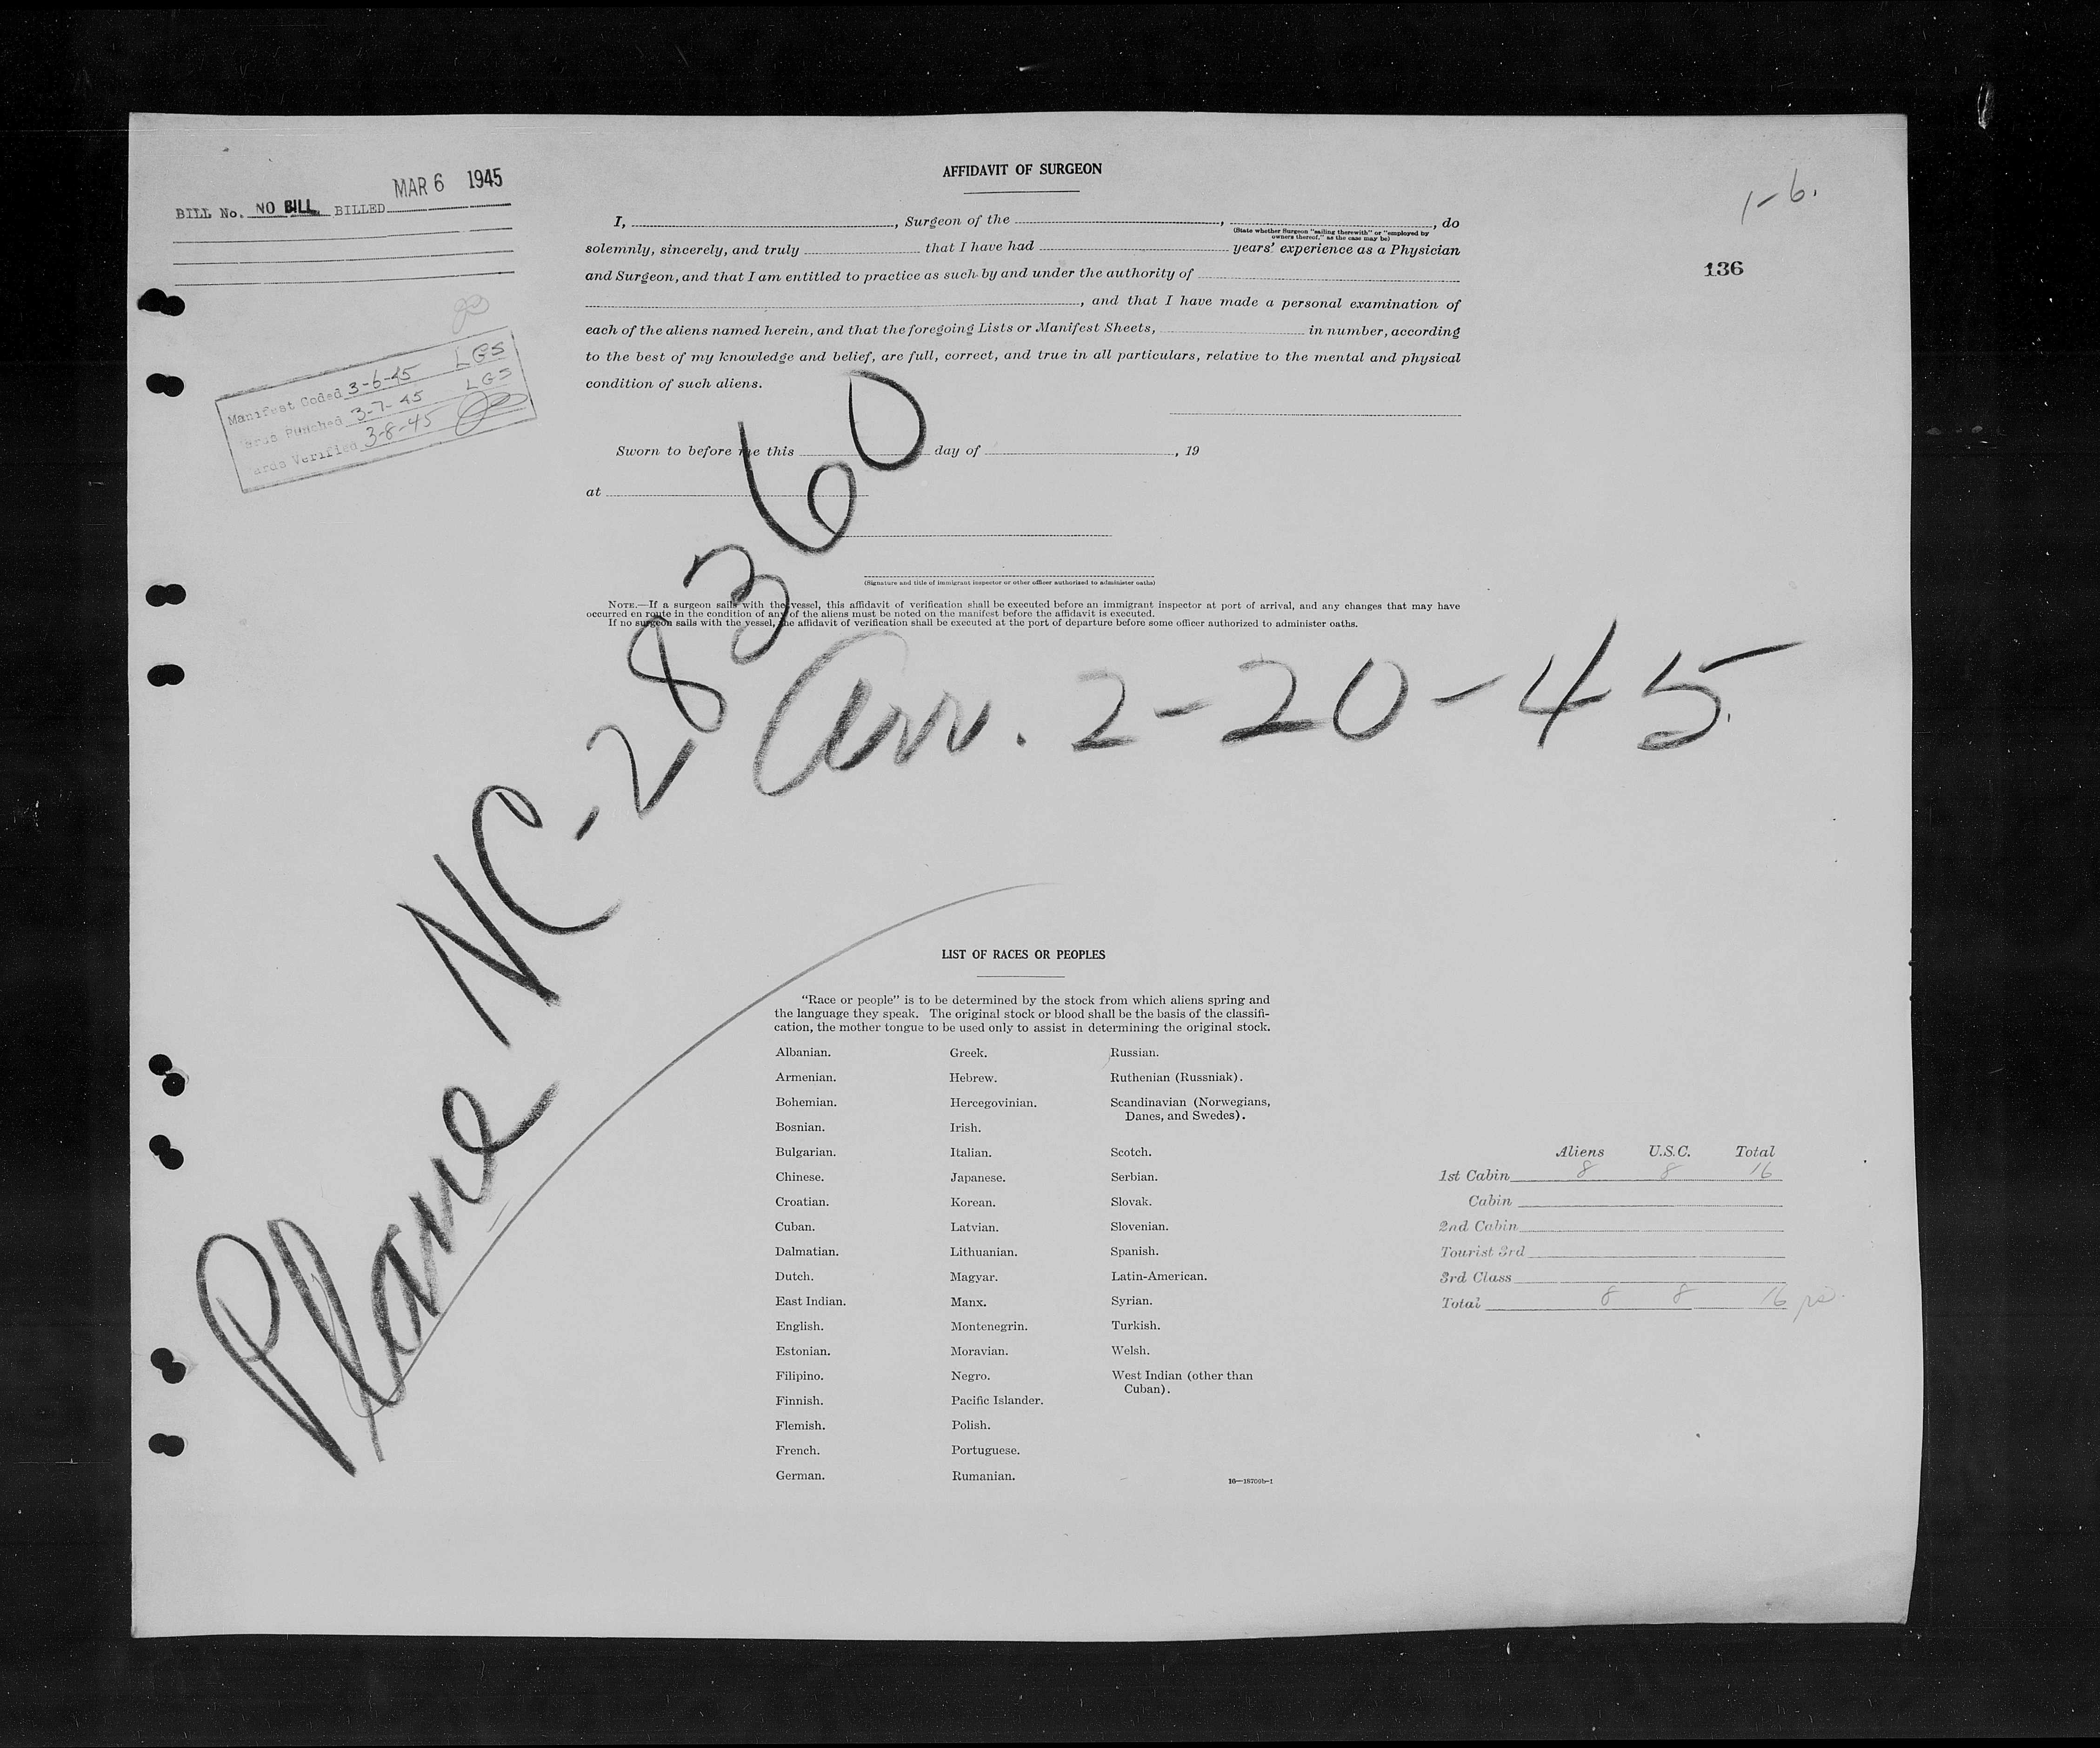 MAR 6 1945
BILL No. NO BILL BILLED
Manifest Coded 3-6-45 LGS
Punched 3-7-45 LGS
Verified 3-8-45
1-6.
136
AFFIDAVIT OF SURGEON
I, , Surgeon of the , , do
(State whether Surgeon "sailing therewith" or "employed by
owners thereof," as the case may be)
solemnly, sincerely, and truly that I have had years' experience as a Physician
and Surgeon, and that I am entitled to practice as such by and under the authority of
, and that I have made a personal examination of
each of the aliens named herein, and that the foregoing Lists or Manifest Sheets, in number, according
to the best of my knowledge and belief, are full, correct, and true in all particulars, relative to the mental and physical
condition of such aliens.
Sworn to before me this day of , 19
at
(Signature and title of immigrant inspector or other officer authorized to administer oaths)
NOTE.—If a surgeon sails with the vessel, this affidavit of verification shall be executed before an immigrant inspector at port of arrival, and any changes that may have
occurred en route in the condition of any of the aliens must be noted on the manifest before the affidavit is executed.
If no surgeon sails with the vessel, the affidavit of verification shall be executed at the port of departure before some officer authorized to administer oaths.
Plane NC-28360
Arr. 2-20-45
LIST OF RACES OR PEOPLES
"Race or people" is to be determined by the stock from which aliens spring and
the language they speak. The original stock or blood shall be the basis of the classifi-
cation, the mother tongue to be used only to assist in determining the original stock.
Albanian.
Armenian.
Bohemian.
Bosnian.
Bulgarian.
Chinese.
Croatian.
Cuban.
Dalmatian.
Dutch.
East Indian.
English.
Estonian.
Filipino.
Finnish.
Flemish.
French.
German.
Greek.
Hebrew.
Hercegovinian.
Irish.
Italian.
Japanese.
Korean.
Latvian.
Lithuanian.
Magyar.
Manx.
Montenegrin.
Moravian.
Negro.
Pacific Islander.
Polish.
Portuguese.
Rumanian.
Russian.
Ruthenian (Russniak).
Scandinavian (Norwegians,
Danes, and Swedes).
Scotch.
Serbian.
Slovak.
Slovenian.
Spanish.
Latin-American.
Syrian.
Turkish.
Welsh.
West Indian (other than
Cuban).
16—18700b-1
Aliens U.S.C. Total
1st Cabin 8 8 16
Cabin
2nd Cabin
Tourist 3rd
3rd Class
Total 8 8 16